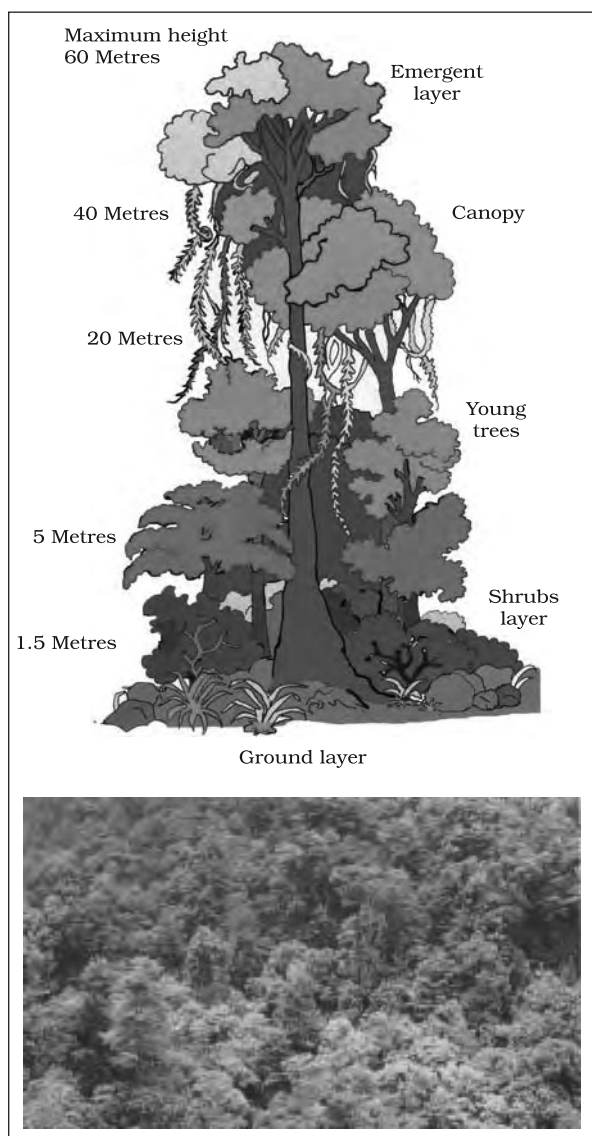 Maximum height
60 Metres
Emergent
layer
40 Metres
Canopy
20 Metres
Young
trees
5 Metres
Shrubs
layer
1.5 Metres
Ground layer